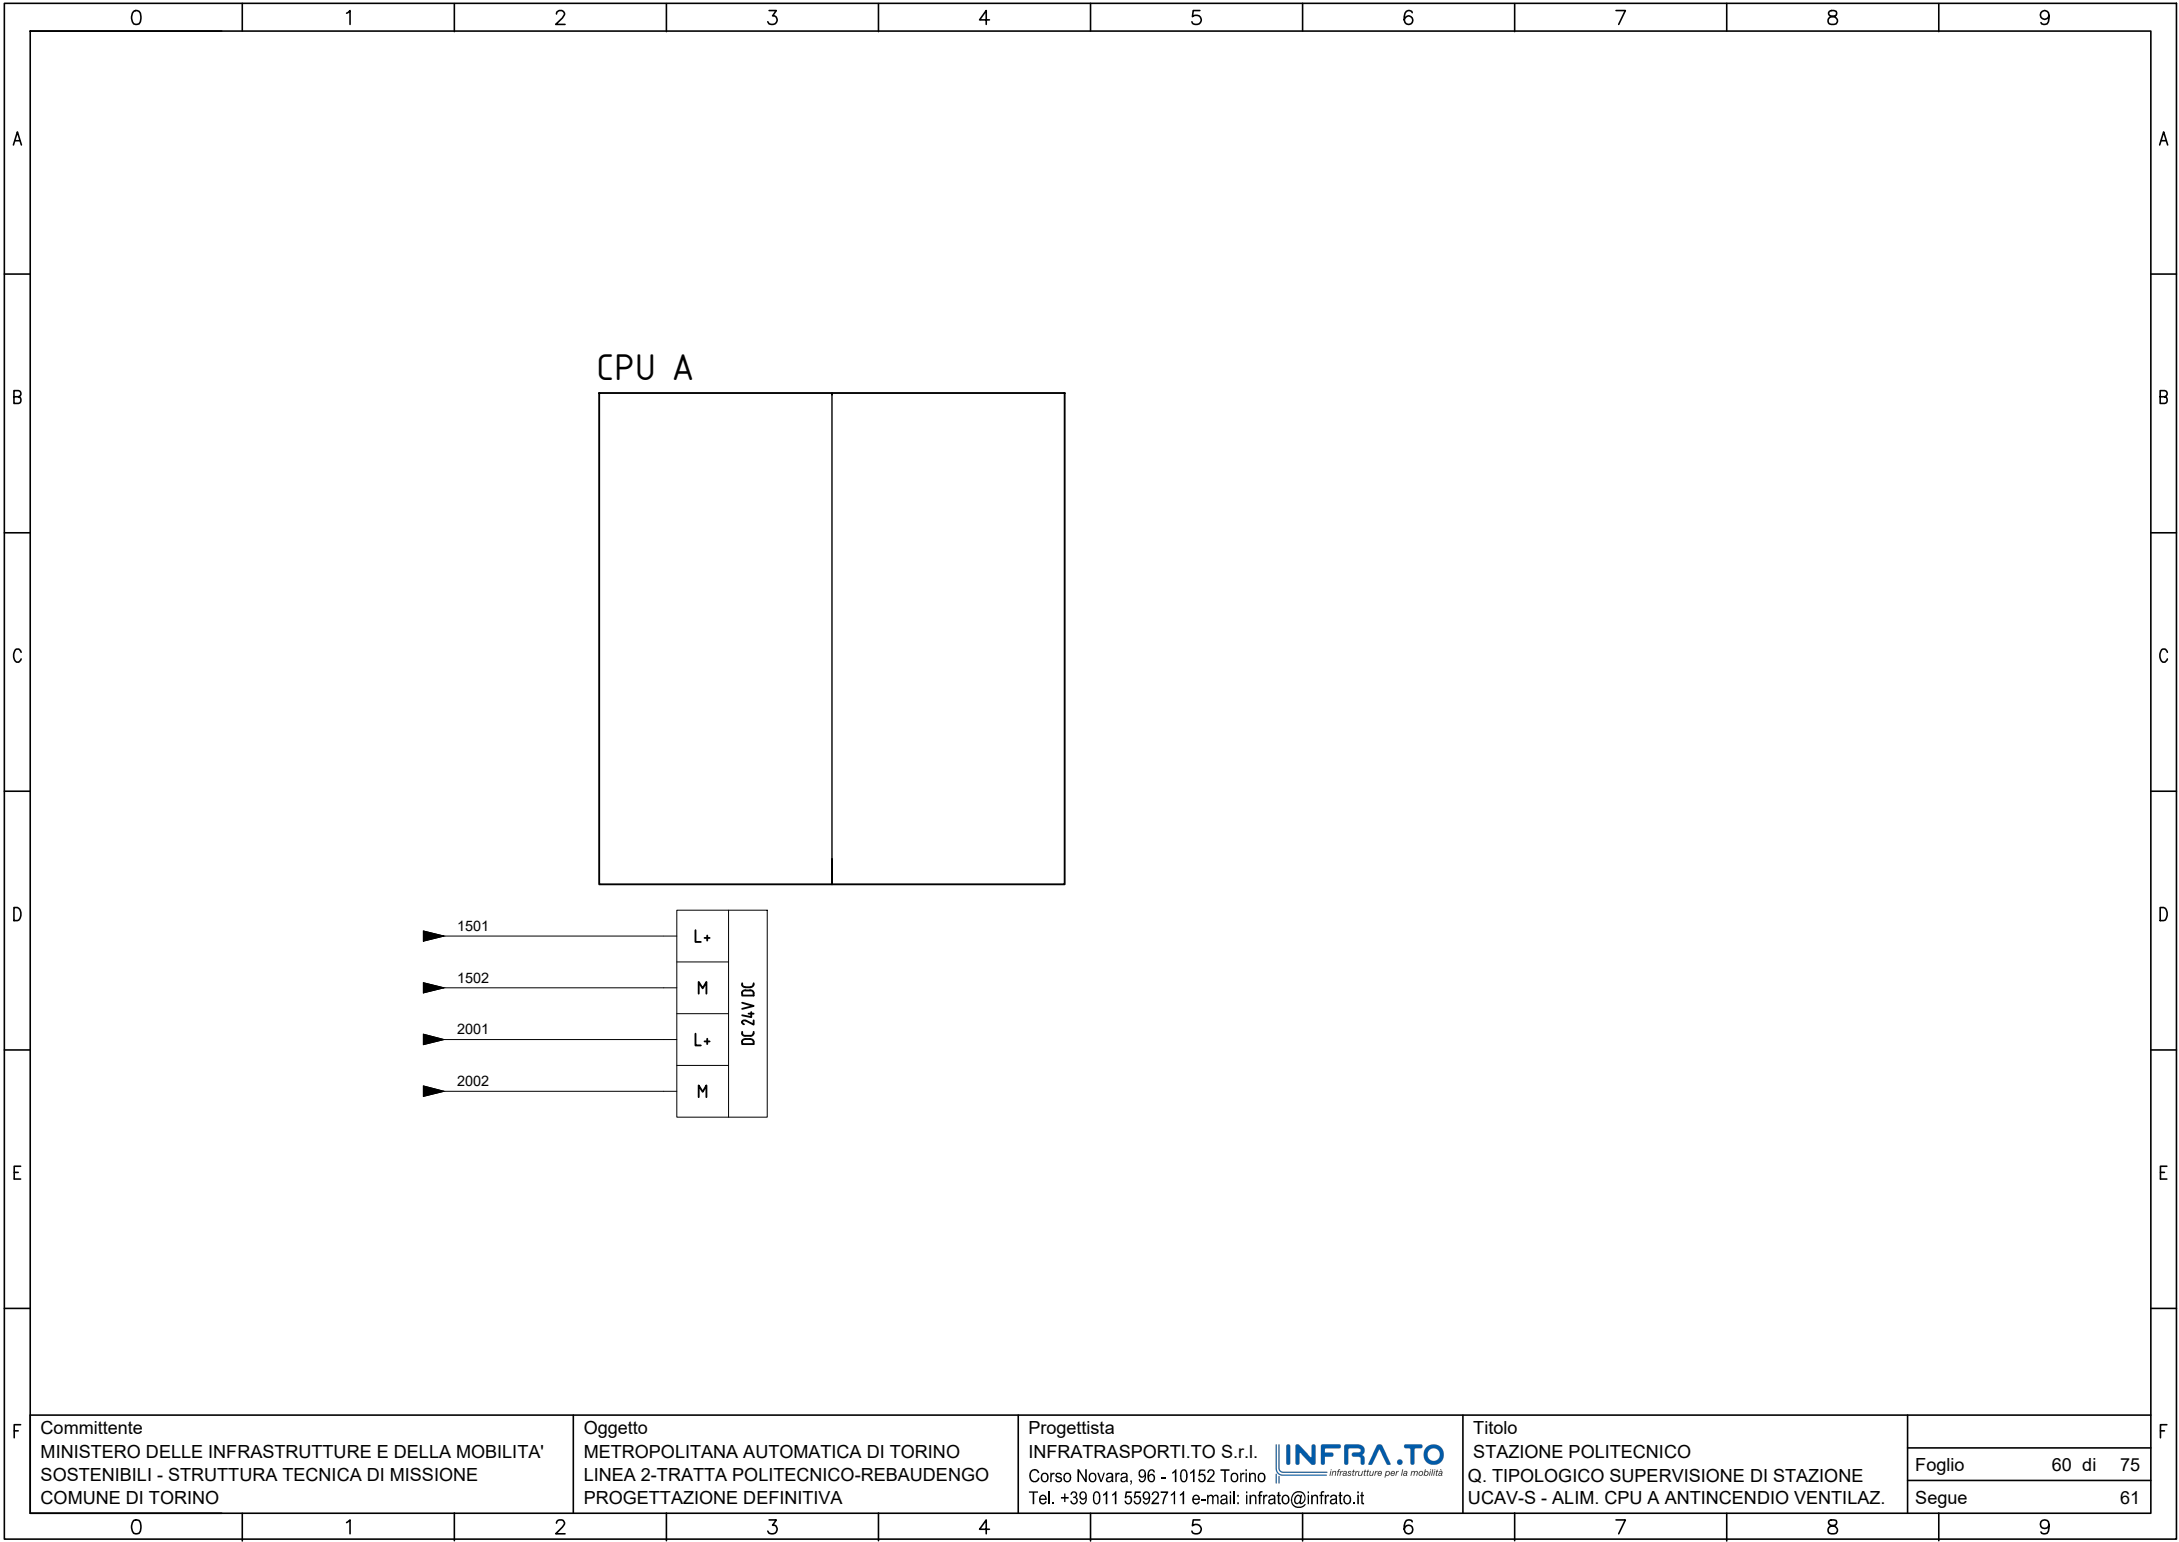 0 1 2 3 4 5 6 7 8 9
A A
CPU A
B B
C C
D D
1501 L+
1502 M
DC 24V DC
2001 L+
2002 M
E E
F F
Committente
MINISTERO DELLE INFRASTRUTTURE E DELLA MOBILITA'
SOSTENIBILI - STRUTTURA TECNICA DI MISSIONE
COMUNE DI TORINO
Oggetto
METROPOLITANA AUTOMATICA DI TORINO
LINEA 2-TRATTA POLITECNICO-REBAUDENGO
PROGETTAZIONE DEFINITIVA
Progettista
INFRATRASPORTI.TO S.r.l.
Corso Novara, 96 - 10152 Torino
Tel. +39 011 5592711 e-mail: infrato@infrato.it
INFRA.TO
infrastrutture per la mobilità
Titolo
STAZIONE POLITECNICO
Q. TIPOLOGICO SUPERVISIONE DI STAZIONE
UCAV-S - ALIM. CPU A ANTINCENDIO VENTILAZ.
Foglio 60 di 75
Segue 61
0 1 2 3 4 5 6 7 8 9